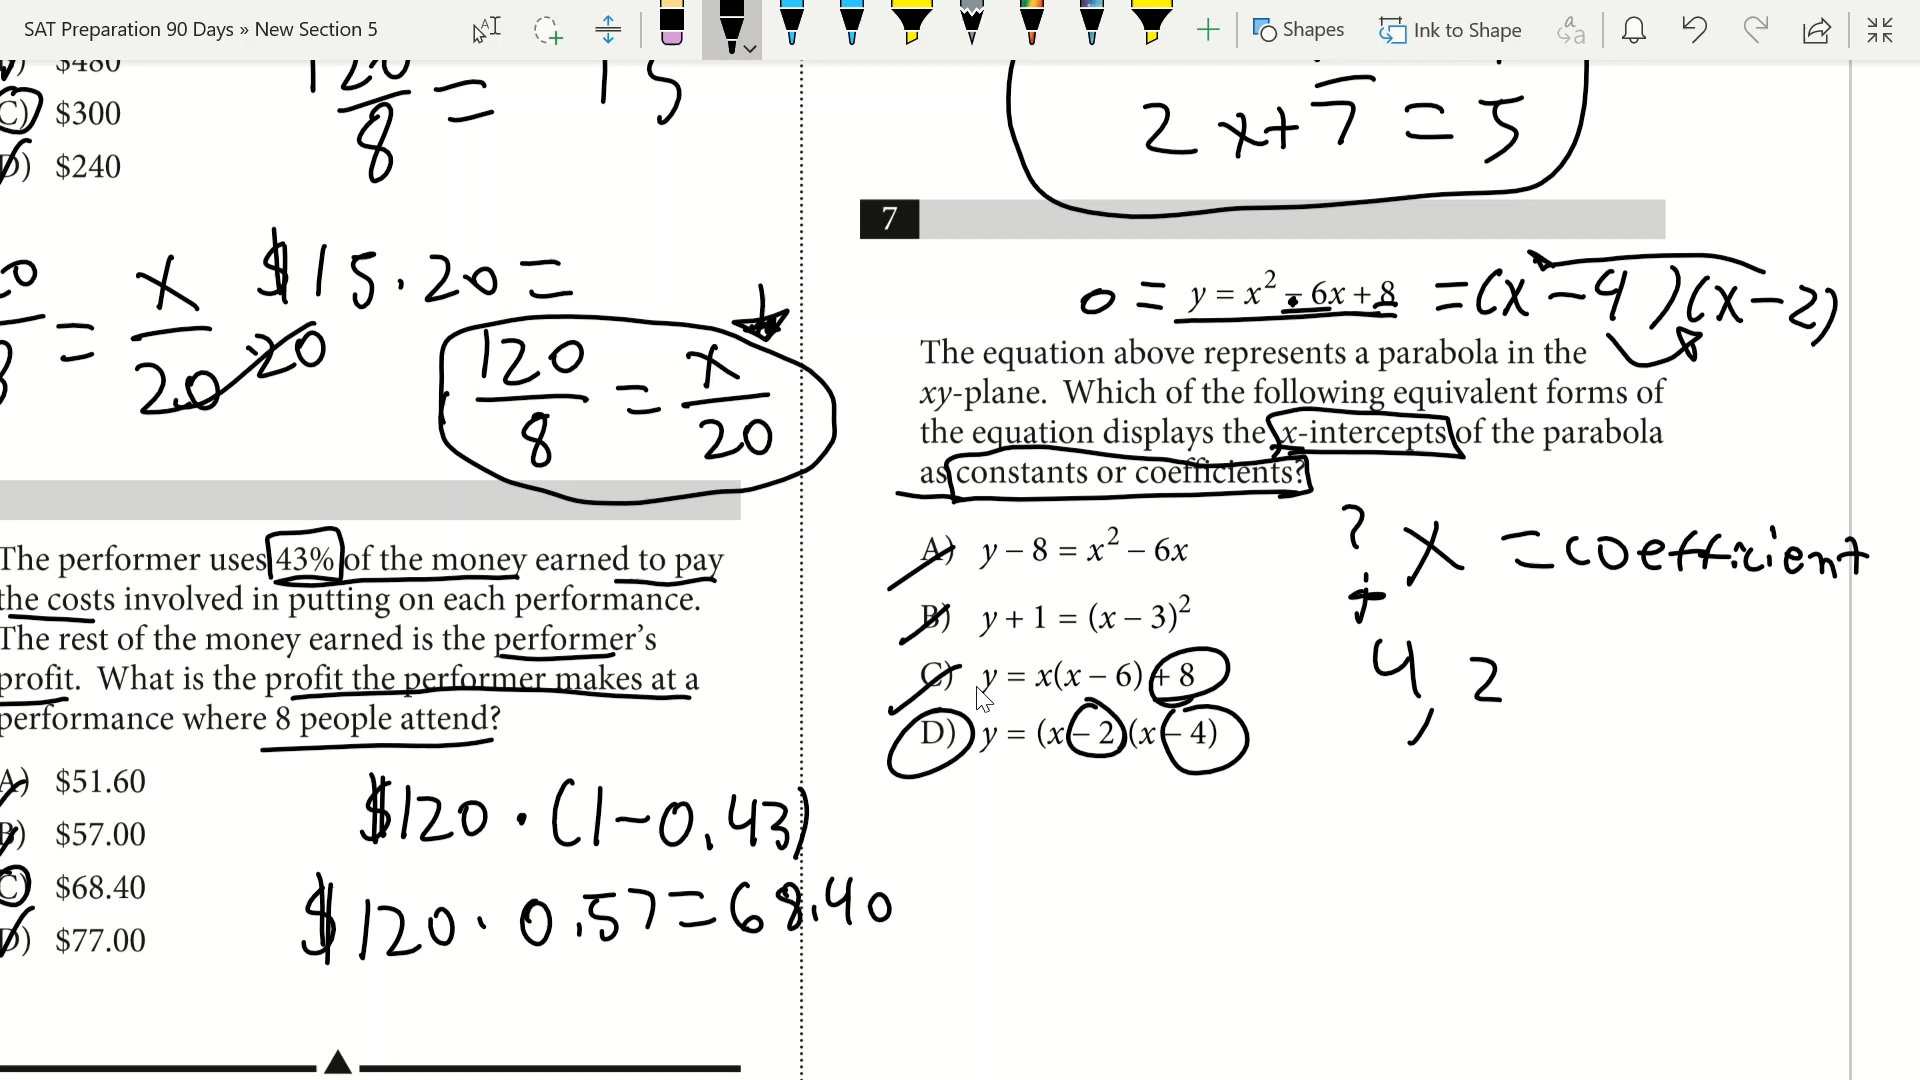 SAT Preparation 90 Days » New Section 5
Shapes
Ink to Shape
$480
C) $300
D) $240
120/8 = 15
= x/20 20
$15.20 =
120/8 = x/20
The performer uses 43% of the money earned to pay
the costs involved in putting on each performance.
The rest of the money earned is the performer’s
profit. What is the profit the performer makes at a
performance where 8 people attend?
A) $51.60
B) $57.00
C) $68.40
D) $77.00
$120 · (1-0.43)
$120 · 0.57=68.40
2x+7 = 5
7
0 = y = x² – 6x + 8 = (x-4)(x-2)
The equation above represents a parabola in the
xy-plane. Which of the following equivalent forms of
the equation displays the x-intercepts of the parabola
as constants or coefficients?
A) y – 8 = x² – 6x
B) y + 1 = (x – 3)²
C) y = x(x – 6) + 8
D) y = (x – 2)(x – 4)
? x = coefficient
+
4, 2